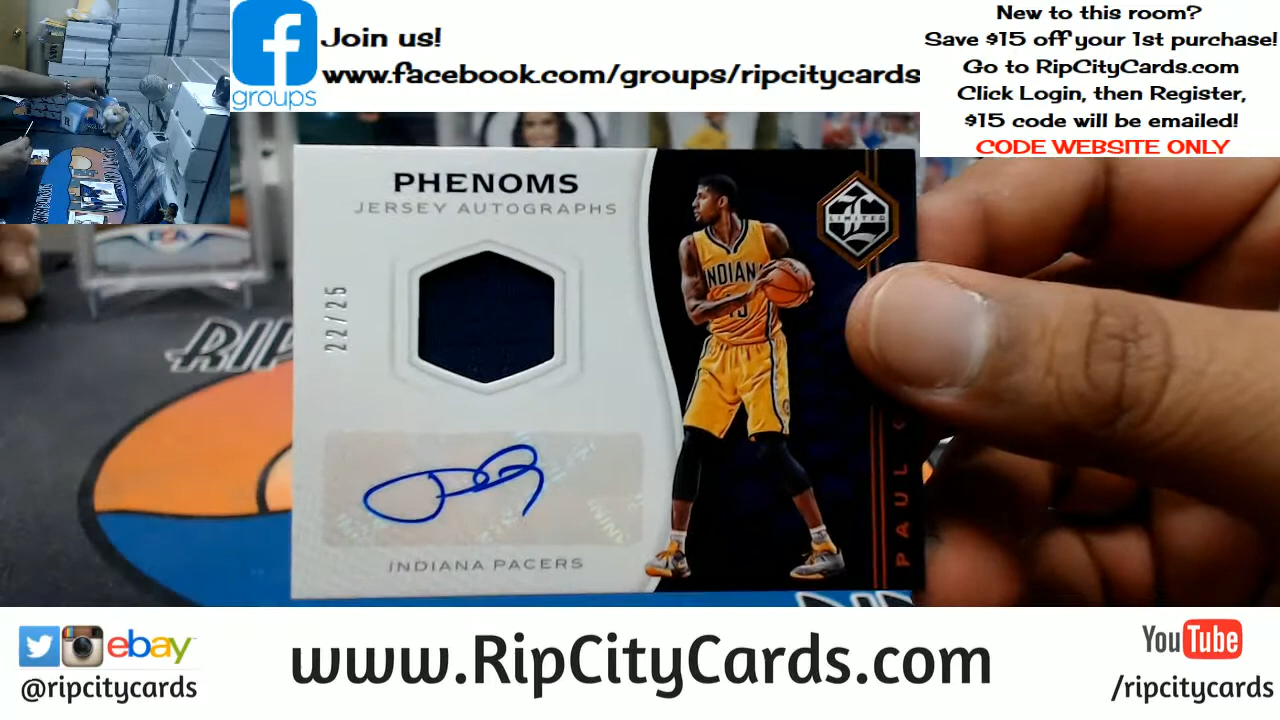 Join us!
www.facebook.com/groups/ripcitycards
groups
New to this room?
Save $15 off your 1st purchase!
Go to RipCityCards.com
Click Login, then Register,
$15 code will be emailed!
CODE WEBSITE ONLY
PHENOMS
JERSEY AUTOGRAPHS
22/25
INDIANA PACERS
LIMITED
INDIANA
PAUL
RIP
ebay
@ripcitycards
www.RipCityCards.com
YouTube
/ripcitycards